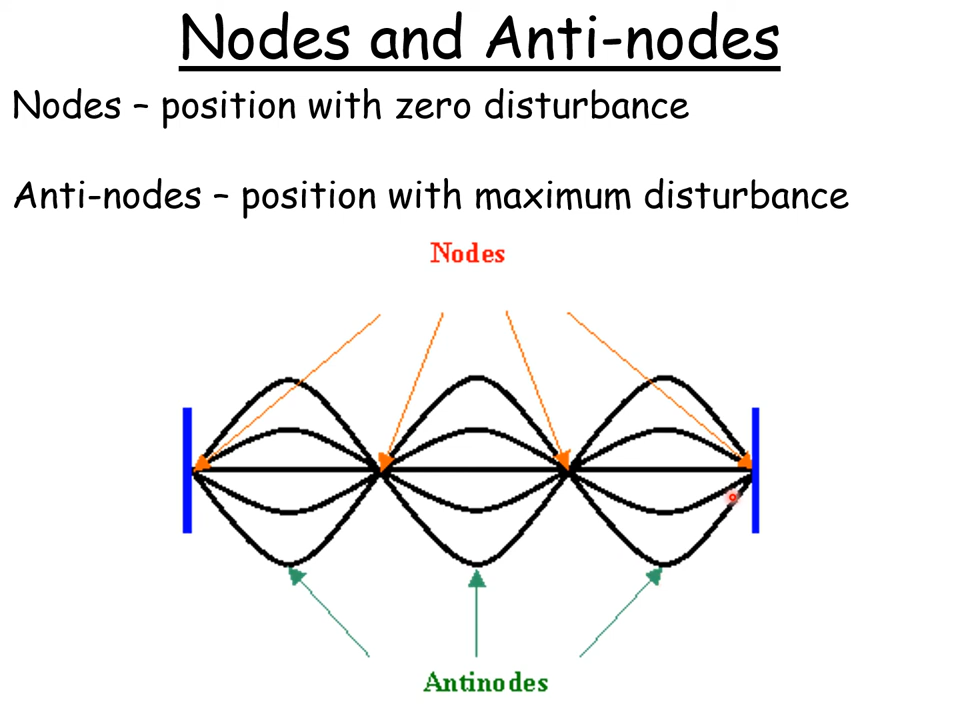 Nodes and Anti-nodes
Nodes – position with zero disturbance
Anti-nodes – position with maximum disturbance
Nodes
Antinodes